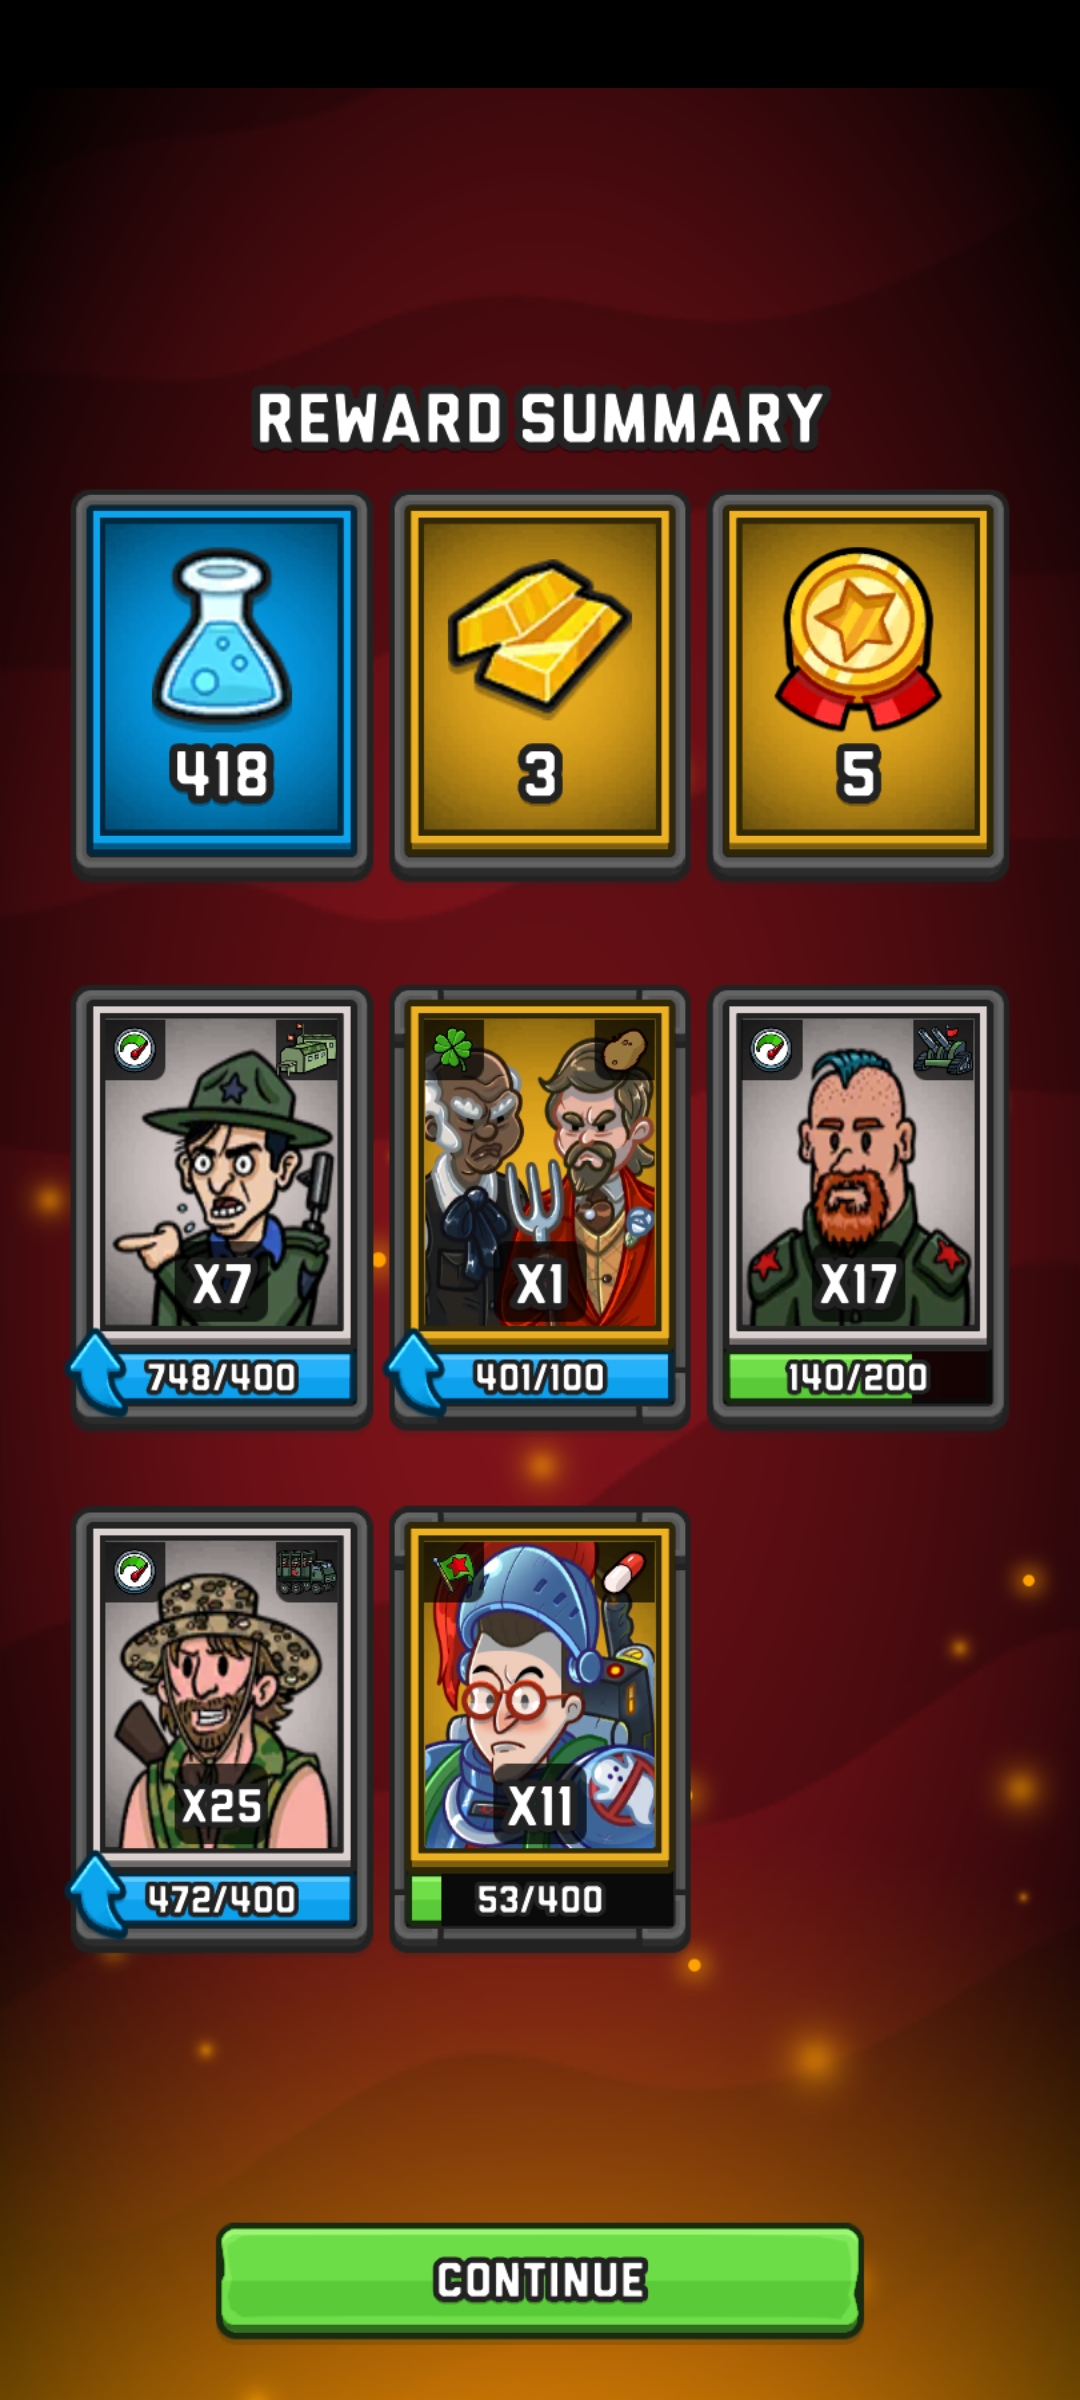 REWARD SUMMARY
418
3
5
X7
X1
X17
748/400
401/100
140/200
X25
X11
472/400
53/400
CONTINUE